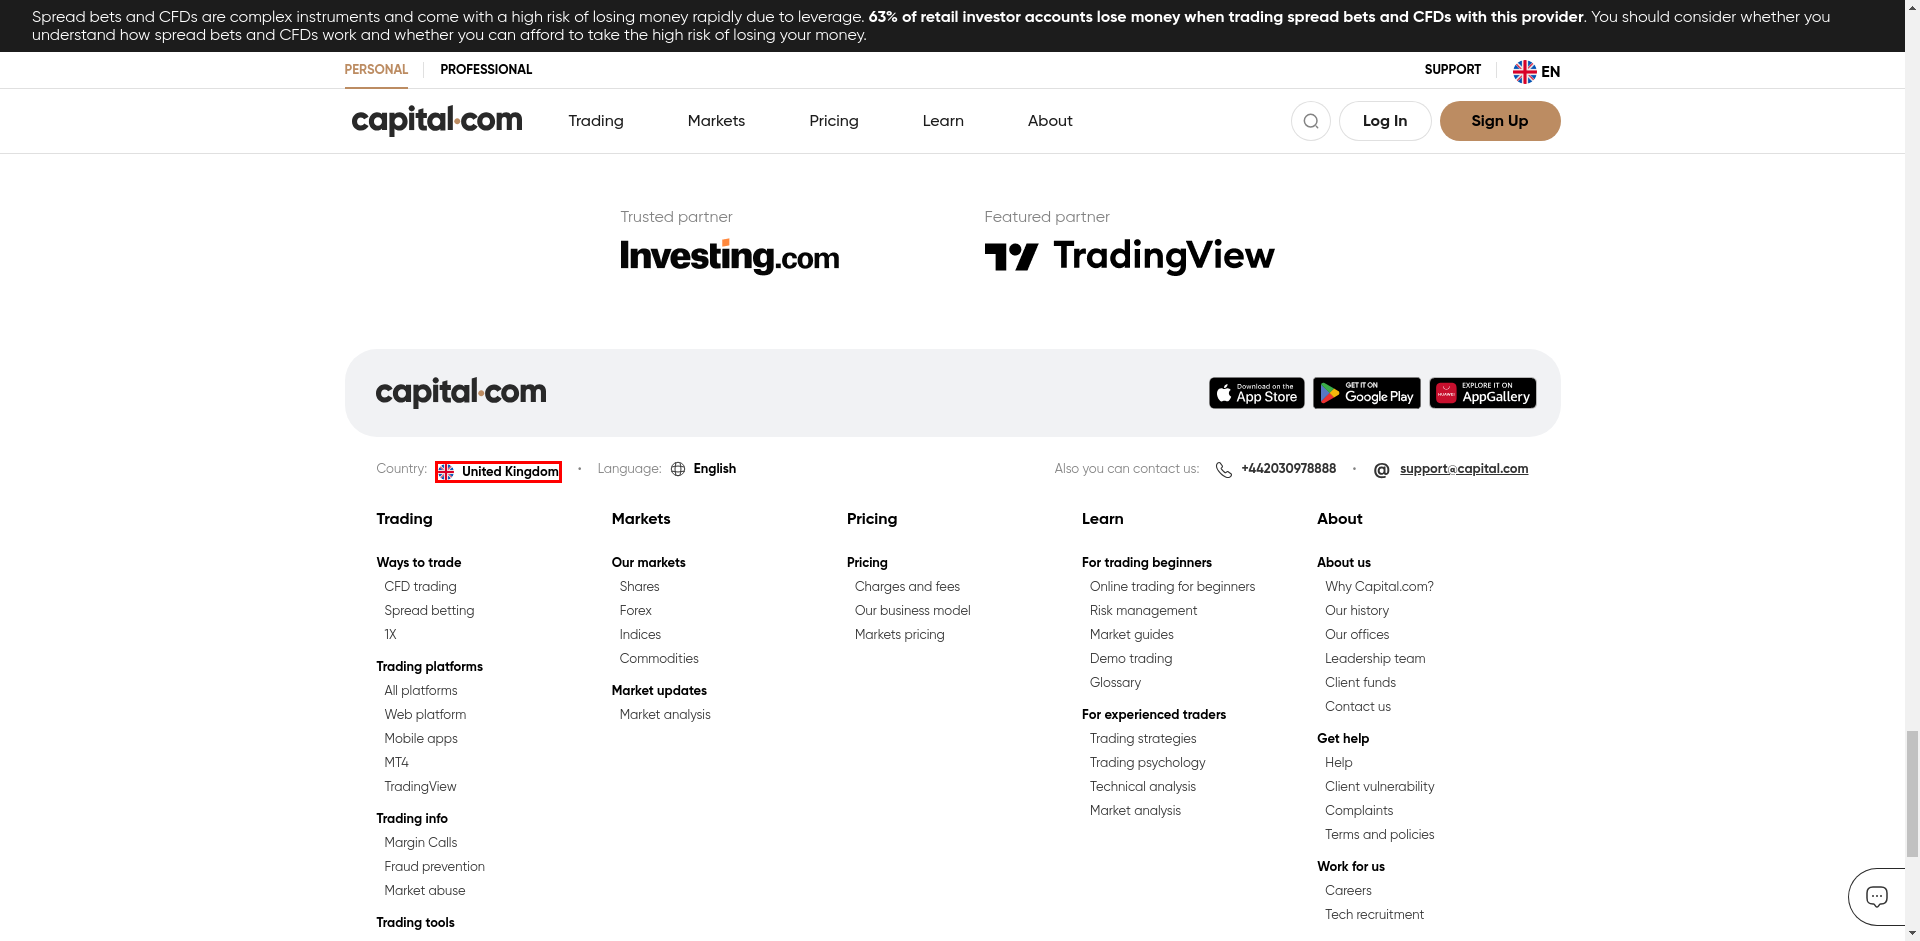 Spread bets and CFDs are complex instruments and come with a high risk of losing money rapidly due to leverage. 63% of retail investor accounts lose money when trading spread bets and CFDs with this provider. You should consider whether you
understand how spread bets and CFDs work and whether you can afford to take the high risk of losing your money.
PERSONAL PROFESSIONAL SUPPORT EN
capital.com Trading Markets Pricing Learn About Log In Sign Up
Trusted partner Featured partner
Investing.com TradingView
capital.com
Download on the App Store
GET IT ON Google Play
HUAWEI EXPLORE IT ON AppGallery
Country: United Kingdom • Language: English Also you can contact us: +442030978888 • support@capital.com
Trading
Ways to trade
CFD trading
Spread betting
1X
Trading platforms
All platforms
Web platform
Mobile apps
MT4
TradingView
Trading info
Margin Calls
Fraud prevention
Market abuse
Trading tools
Markets
Our markets
Shares
Forex
Indices
Commodities
Market updates
Market analysis
Pricing
Pricing
Charges and fees
Our business model
Markets pricing
Learn
For trading beginners
Online trading for beginners
Risk management
Market guides
Demo trading
Glossary
For experienced traders
Trading strategies
Trading psychology
Technical analysis
Market analysis
About
About us
Why Capital.com?
Our history
Our offices
Leadership team
Client funds
Contact us
Get help
Help
Client vulnerability
Complaints
Terms and policies
Work for us
Careers
Tech recruitment